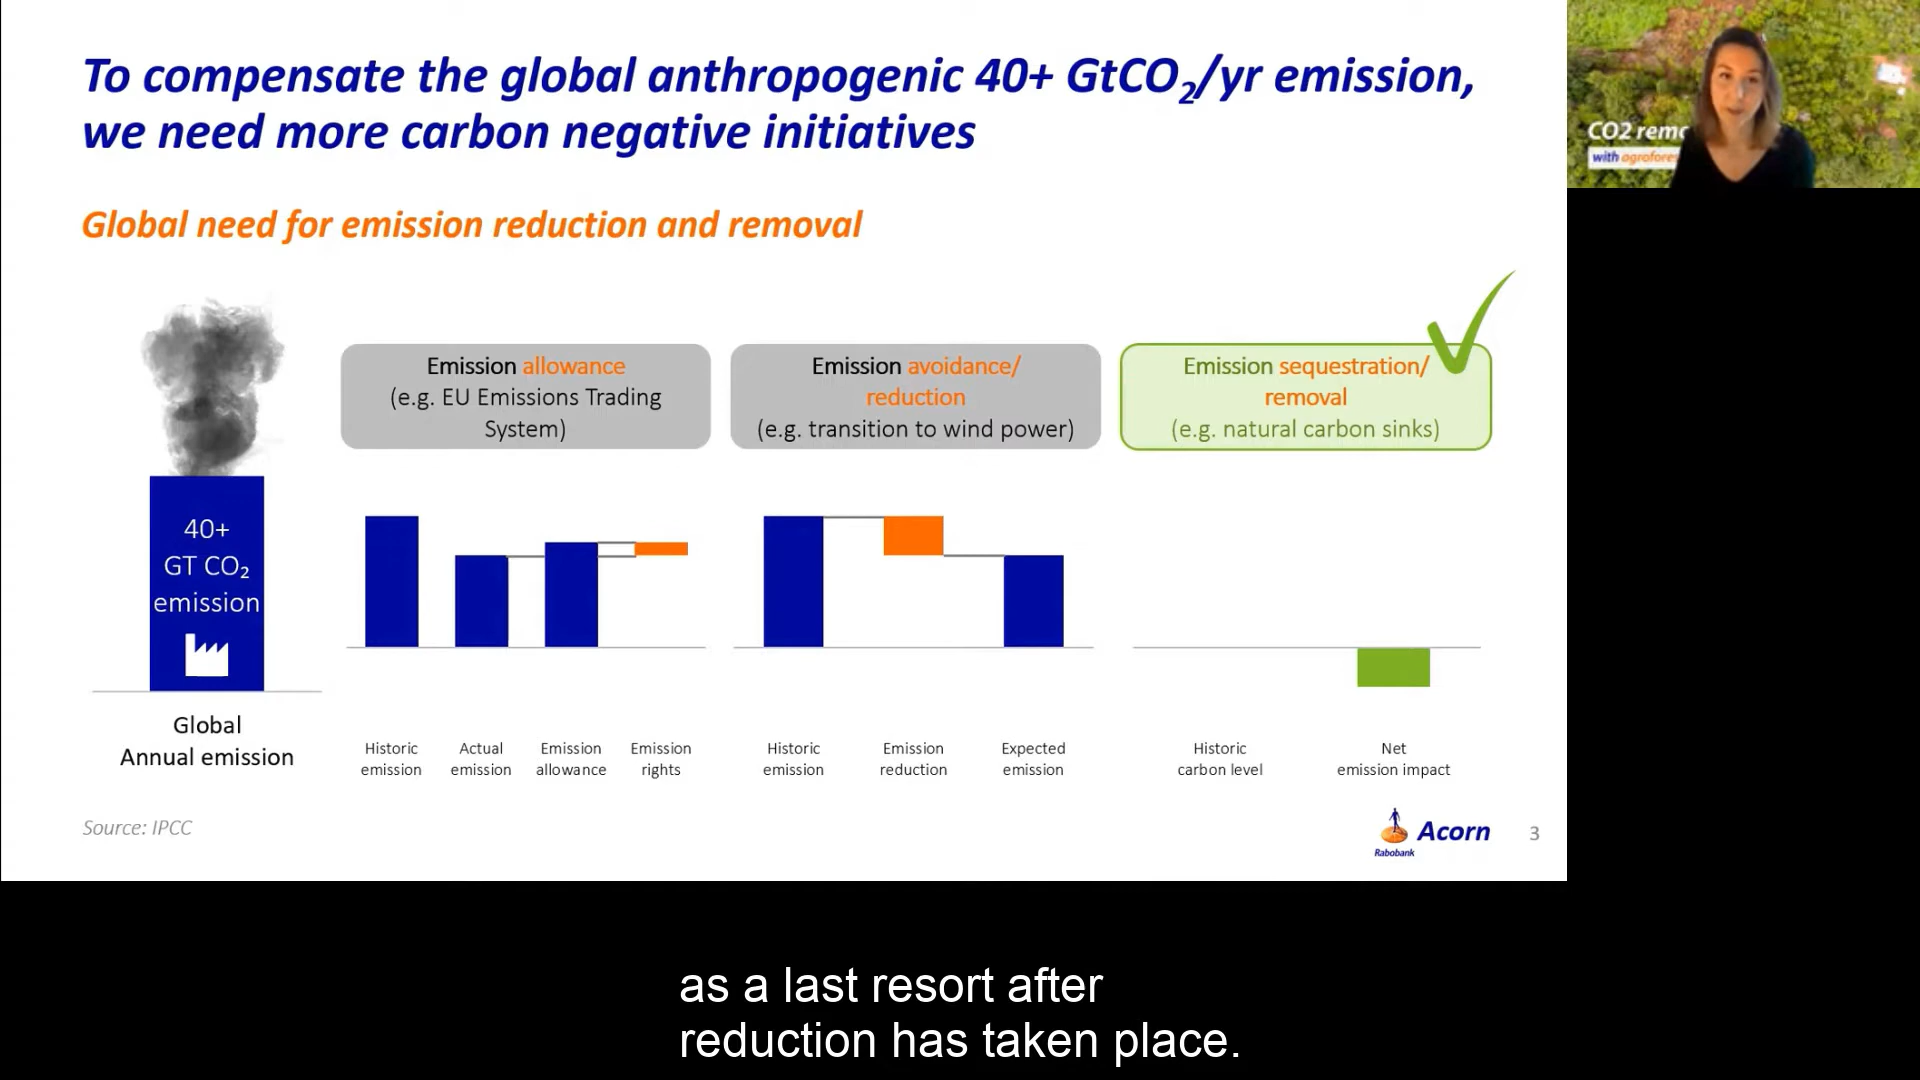 To compensate the global anthropogenic 40+ GtCO₂/yr emission,
we need more carbon negative initiatives
Global need for emission reduction and removal
40+
GT CO₂
emission
Global
Annual emission
Emission allowance
(e.g. EU Emissions Trading
System)
Historic
emission
Actual
emission
Emission
allowance
Emission
rights
Emission avoidance/
reduction
(e.g. transition to wind power)
Historic
emission
Emission
reduction
Expected
emission
Emission sequestration/
removal
(e.g. natural carbon sinks)
Historic
carbon level
Net
emission impact
Source: IPCC
Rabobank
Acorn
3
CO2 remo
with agrofores
as a last resort after
reduction has taken place.